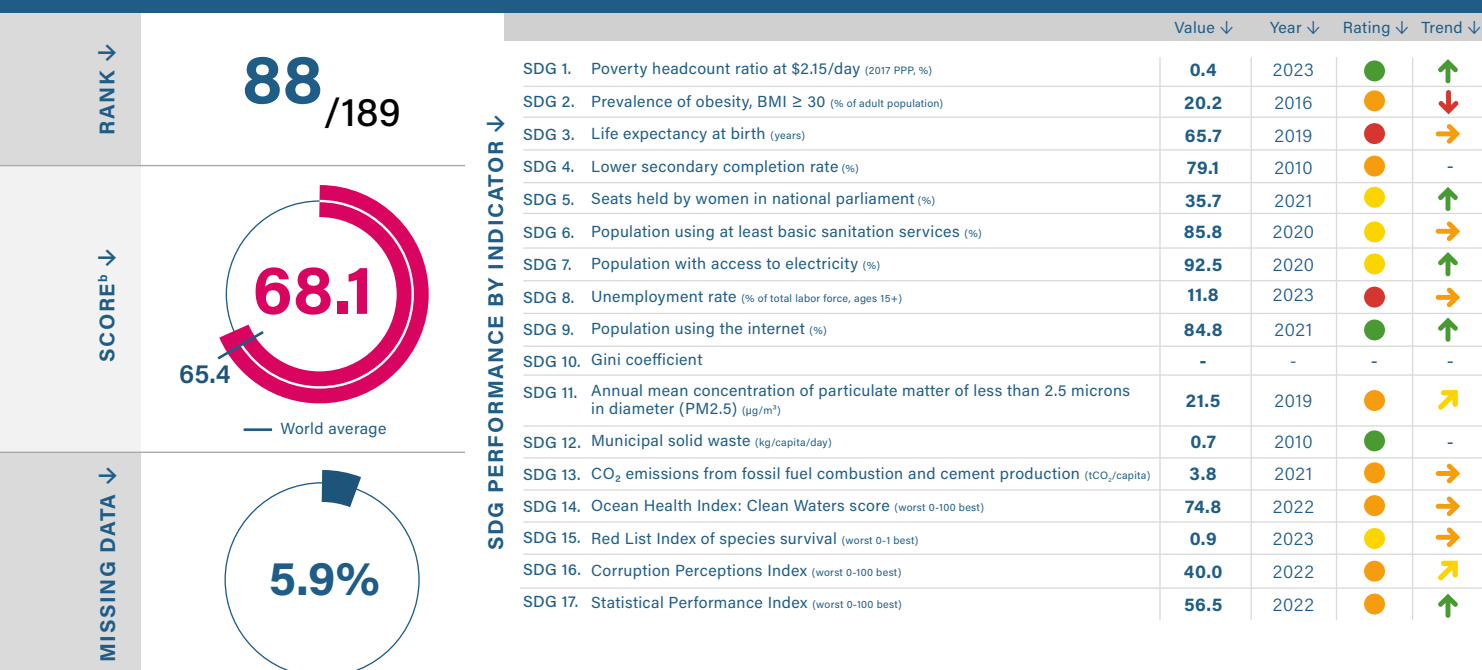 RANK →
88/189
SCOREᵇ →
68.1
65.4
World average
MISSING DATA →
5.9%
SDG PERFORMANCE BY INDICATOR →
Value ↓ Year ↓ Rating ↓ Trend ↓
SDG 1. Poverty headcount ratio at $2.15/day (2017 PPP, %) 0.4 2023 ↑
SDG 2. Prevalence of obesity, BMI ≥ 30 (% of adult population) 20.2 2016 ↓
SDG 3. Life expectancy at birth (years) 65.7 2019 →
SDG 4. Lower secondary completion rate (%) 79.1 2010 -
SDG 5. Seats held by women in national parliament (%) 35.7 2021 ↑
SDG 6. Population using at least basic sanitation services (%) 85.8 2020 →
SDG 7. Population with access to electricity (%) 92.5 2020 ↑
SDG 8. Unemployment rate (% of total labor force, ages 15+) 11.8 2023 →
SDG 9. Population using the internet (%) 84.8 2021 ↑
SDG 10. Gini coefficient - - - -
SDG 11. Annual mean concentration of particulate matter of less than 2.5 microns
in diameter (PM2.5) (µg/m³) 21.5 2019 ↗
SDG 12. Municipal solid waste (kg/capita/day) 0.7 2010 -
SDG 13. CO₂ emissions from fossil fuel combustion and cement production (tCO₂/capita) 3.8 2021 →
SDG 14. Ocean Health Index: Clean Waters score (worst 0-100 best) 74.8 2022 →
SDG 15. Red List Index of species survival (worst 0-1 best) 0.9 2023 →
SDG 16. Corruption Perceptions Index (worst 0-100 best) 40.0 2022 ↗
SDG 17. Statistical Performance Index (worst 0-100 best) 56.5 2022 ↑